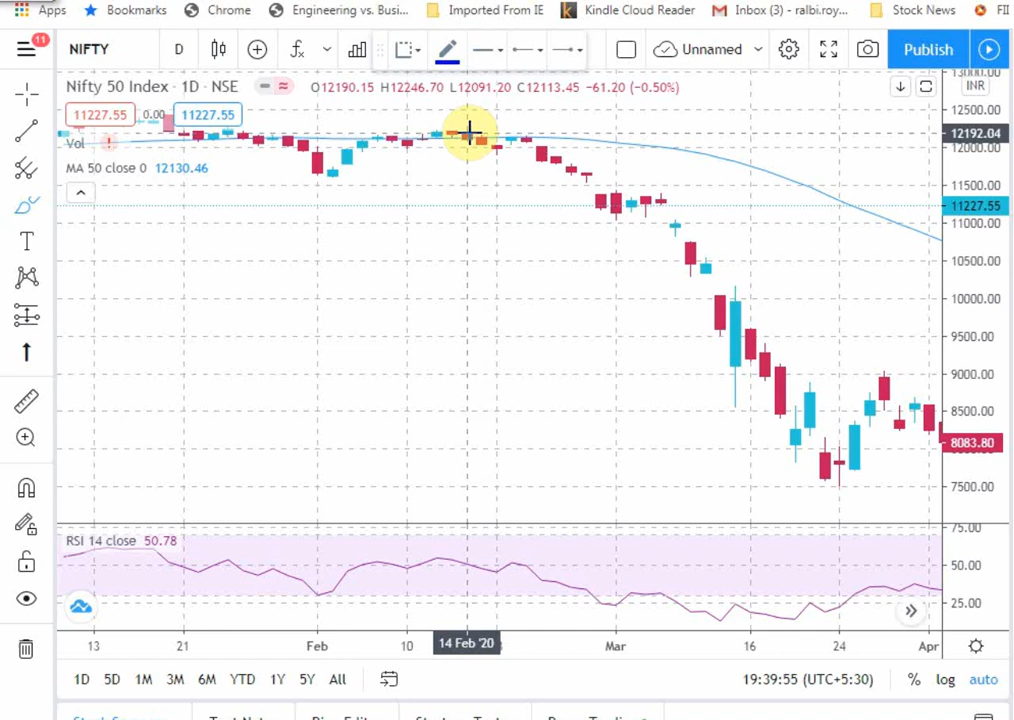 Apps Bookmarks Chrome Engineering vs. Busi... Imported From IE Kindle Cloud Reader Inbox (3) - ralbi.roy... Stock News FII
11 NIFTY D Unnamed Publish
Nifty 50 Index · 1D · NSE O12190.15 H12246.70 L12091.20 C12113.45 -61.20 (-0.50%)
INR
11227.55 0.00 11227.55
Vol
MA 50 close 0 12130.46
13000.00
12500.00
12192.04
12000.00
11500.00
11227.55
11000.00
10500.00
10000.00
9500.00
9000.00
8500.00
8083.80
7500.00
RSI 14 close 50.78
75.00
50.00
25.00
13 21 Feb 10 14 Feb '20 Mar 16 24 Apr
1D 5D 1M 3M 6M YTD 1Y 5Y All 19:39:55 (UTC+5:30) % log auto